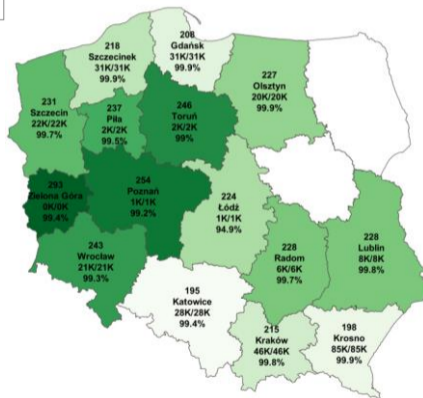 218
Szczecinek
31K/31K
99.9%
208
Gdańsk
31K/31K
99.9%
227
Olsztyn
20K/20K
99.9%
231
Szczecin
22K/22K
99.7%
237
Piła
2K/2K
99.5%
246
Toruń
2K/2K
99%
293
Zielona Góra
0K/0K
99.4%
254
Poznań
1K/1K
99.2%
224
Łódź
1K/1K
94.9%
243
Wrocław
21K/21K
99.3%
228
Radom
6K/6K
99.7%
228
Lublin
8K/8K
99.8%
195
Katowice
28K/28K
99.4%
215
Kraków
46K/46K
99.8%
198
Krosno
85K/85K
99.9%